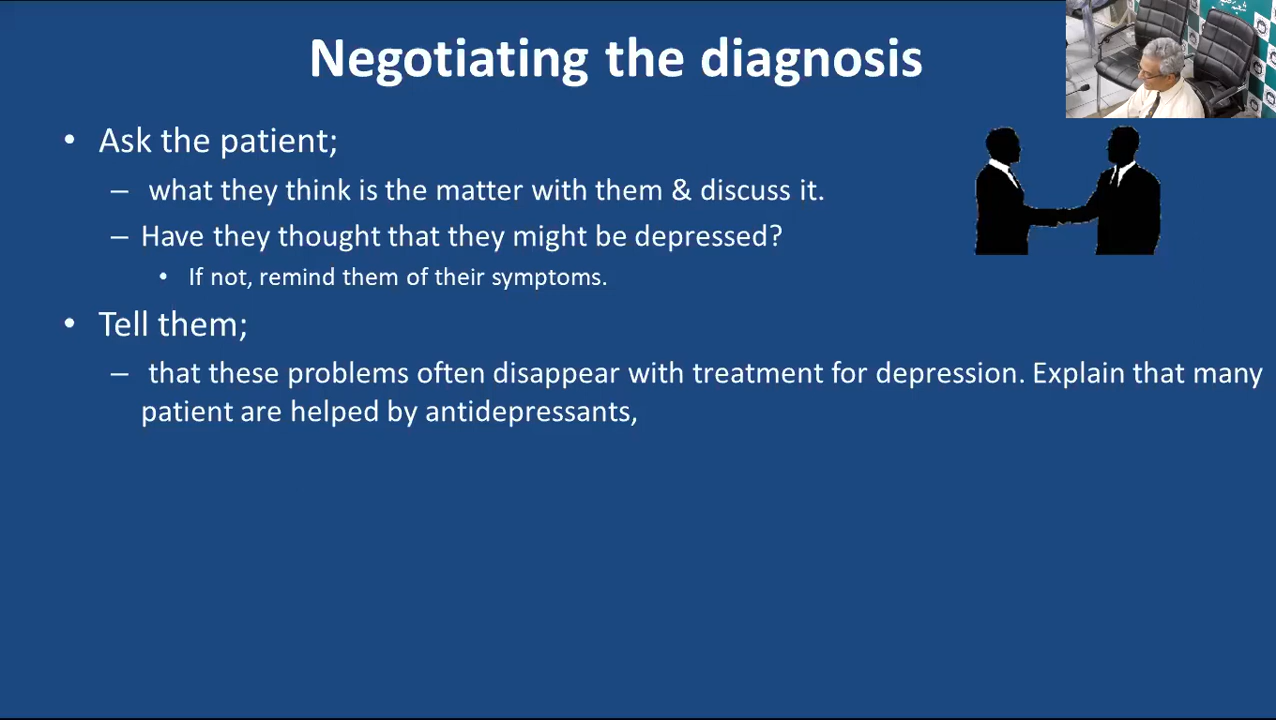 Negotiating the diagnosis
• Ask the patient;
– what they think is the matter with them & discuss it.
– Have they thought that they might be depressed?
• If not, remind them of their symptoms.
• Tell them;
– that these problems often disappear with treatment for depression. Explain that many
patient are helped by antidepressants,